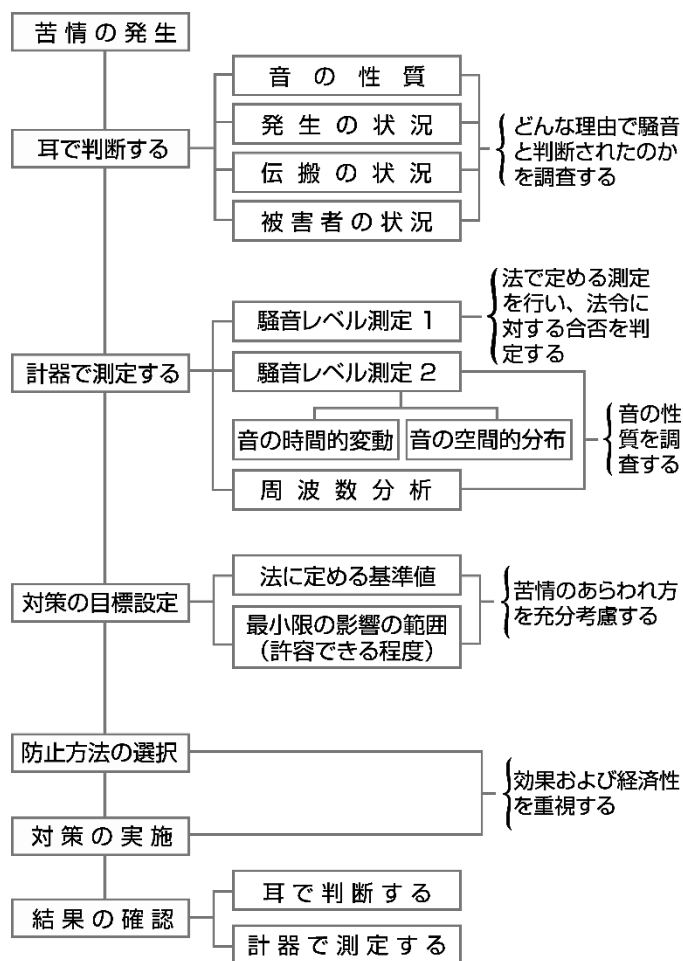 苦情の発生
耳で判断する
音の性質
発生の状況
伝搬の状況
被害者の状況
どんな理由で騒音
と判断されたのか
を調査する
計器で測定する
騒音レベル測定 1
法で定める測定
を行い、法令に
対する合否を判
定する
騒音レベル測定 2
音の時間的変動
音の空間的分布
周波数分析
音の性
質を調
査する
対策の目標設定
法に定める基準値
最小限の影響の範囲
(許容できる程度)
苦情のあらわれ方
を充分考慮する
防止方法の選択
対策の実施
効果および経済性
を重視する
結果の確認
耳で判断する
計器で測定する